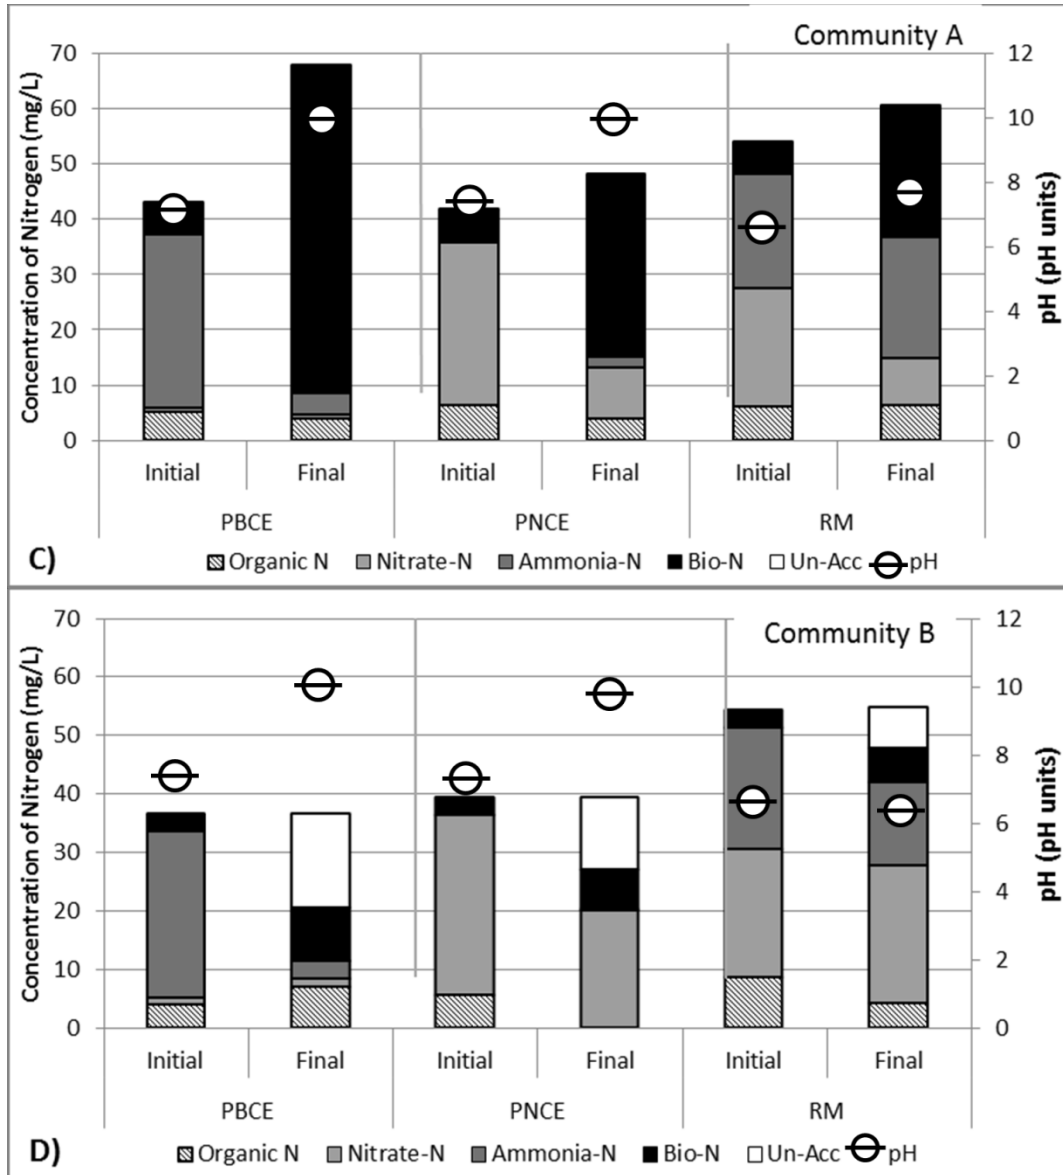 Community A
Concentration of Nitrogen (mg/L)
70
60
50
40
30
20
10
0
12
10
8
6
4
2
0
pH (pH units)
Initial Final Initial Final Initial Final
PBCE PNCE RM
C)
Organic N Nitrate-N Ammonia-N Bio-N Un-Acc pH
Community B
Concentration of Nitrogen (mg/L)
70
60
50
40
30
20
10
0
12
10
8
6
4
2
0
pH (pH units)
Initial Final Initial Final Initial Final
PBCE PNCE RM
D)
Organic N Nitrate-N Ammonia-N Bio-N Un-Acc pH